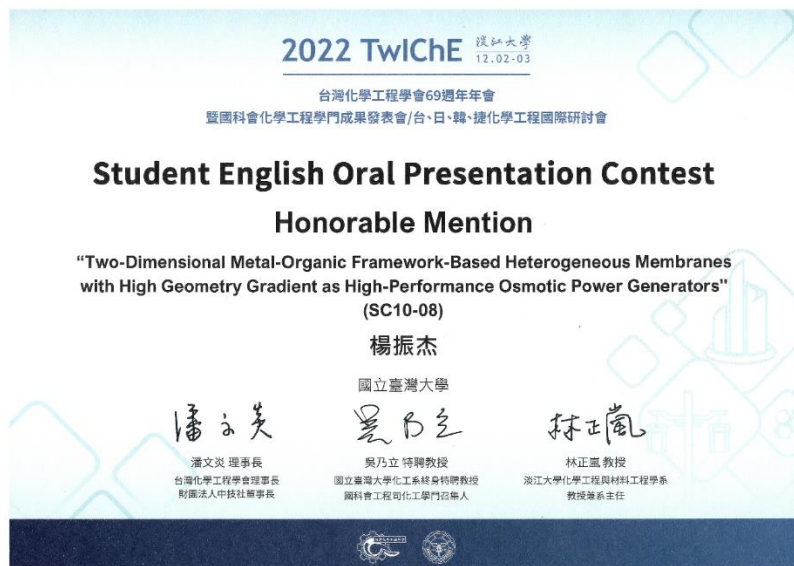 2022 TwIChE 淡江大學
12.02-03
台灣化學工程學會69週年年會
暨國科會化學工程學門成果發表會/台、日、韓、捷化學工程國際研討會
Student English Oral Presentation Contest
Honorable Mention
“Two-Dimensional Metal-Organic Framework-Based Heterogeneous Membranes
with High Geometry Gradient as High-Performance Osmotic Power Generators"
(SC10-08)
楊振杰
國立臺灣大學
潘文炎 吳乃立 林正嵐
潘文炎 理事長 吳乃立 特聘教授 林正嵐 教授
台灣化學工程學會理事長 國立臺灣大學化工系終身特聘教授 淡江大學化學工程與材料工程學系
財團法人中技社董事長 國科會工程司化工學門召集人 教授兼系主任